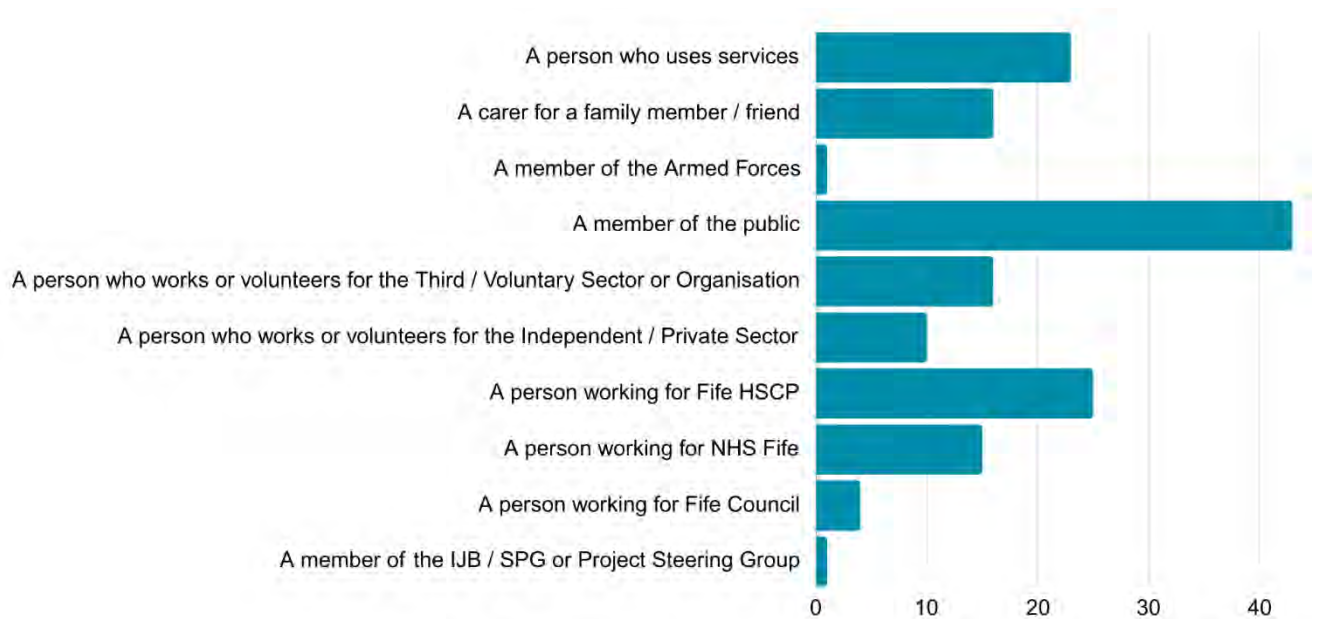 A person who uses services
A carer for a family member / friend
A member of the Armed Forces
A member of the public
A person who works or volunteers for the Third / Voluntary Sector or Organisation
A person who works or volunteers for the Independent / Private Sector
A person working for Fife HSCP
A person working for NHS Fife
A person working for Fife Council
A member of the IJB / SPG or Project Steering Group
0 10 20 30 40